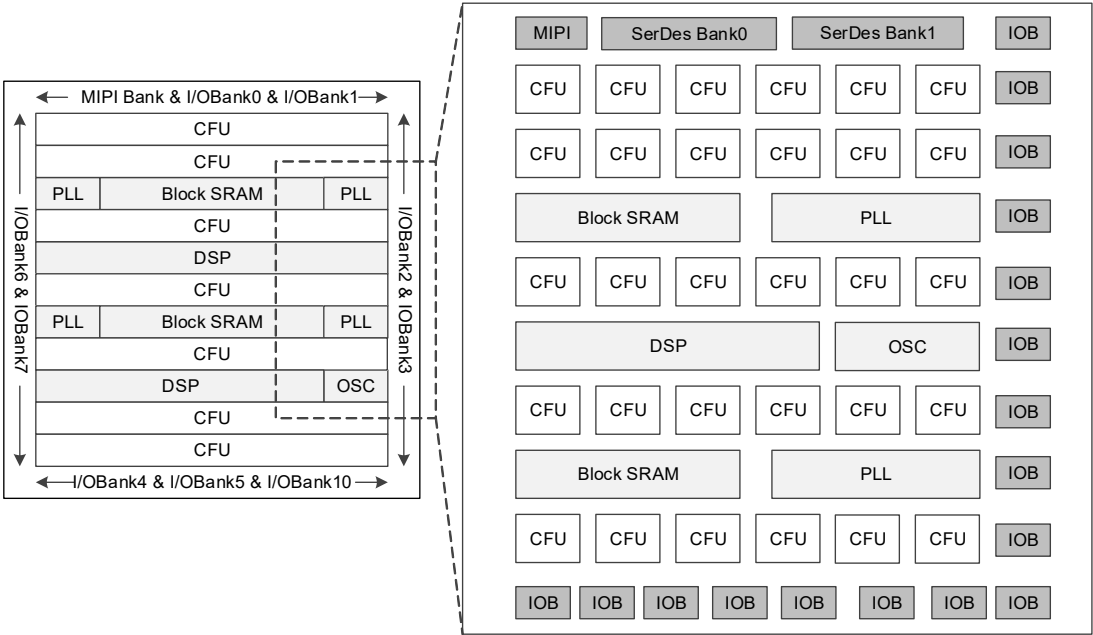 MIPI Bank & I/OBank0 & I/OBank1
CFU
CFU
PLL Block SRAM PLL
CFU
DSP
CFU
PLL Block SRAM PLL
CFU
DSP OSC
CFU
CFU
I/OBank6 & IOBank7
I/OBank2 & IOBank3
I/OBank4 & I/OBank5 & I/OBank10
MIPI SerDes Bank0 SerDes Bank1 IOB
CFU CFU CFU CFU CFU CFU IOB
CFU CFU CFU CFU CFU CFU IOB
Block SRAM PLL IOB
CFU CFU CFU CFU CFU CFU IOB
DSP OSC IOB
CFU CFU CFU CFU CFU CFU IOB
Block SRAM PLL IOB
CFU CFU CFU CFU CFU CFU IOB
IOB IOB IOB IOB IOB IOB IOB IOB